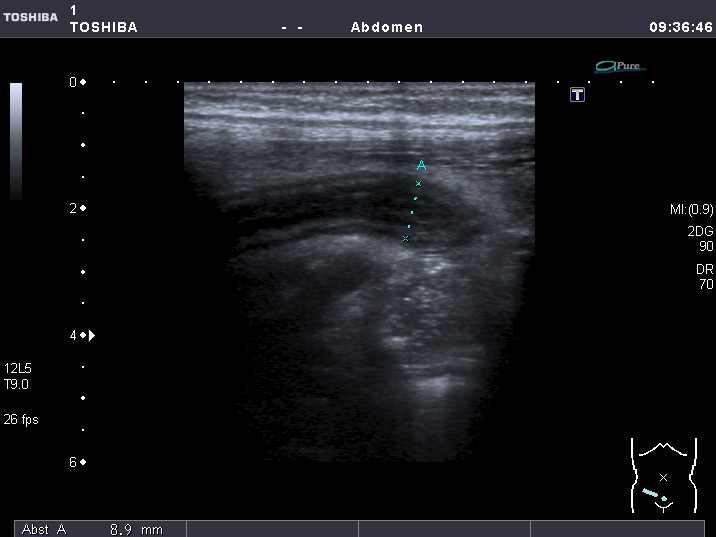 TOSHIBA
1
TOSHIBA
- -
Abdomen
09:36:46
aPure
T
0
A
2
4
6
MI:(0.9)
2DG
90
DR
70
12L5
T9.0
26 fps
Abst A 8.9 mm